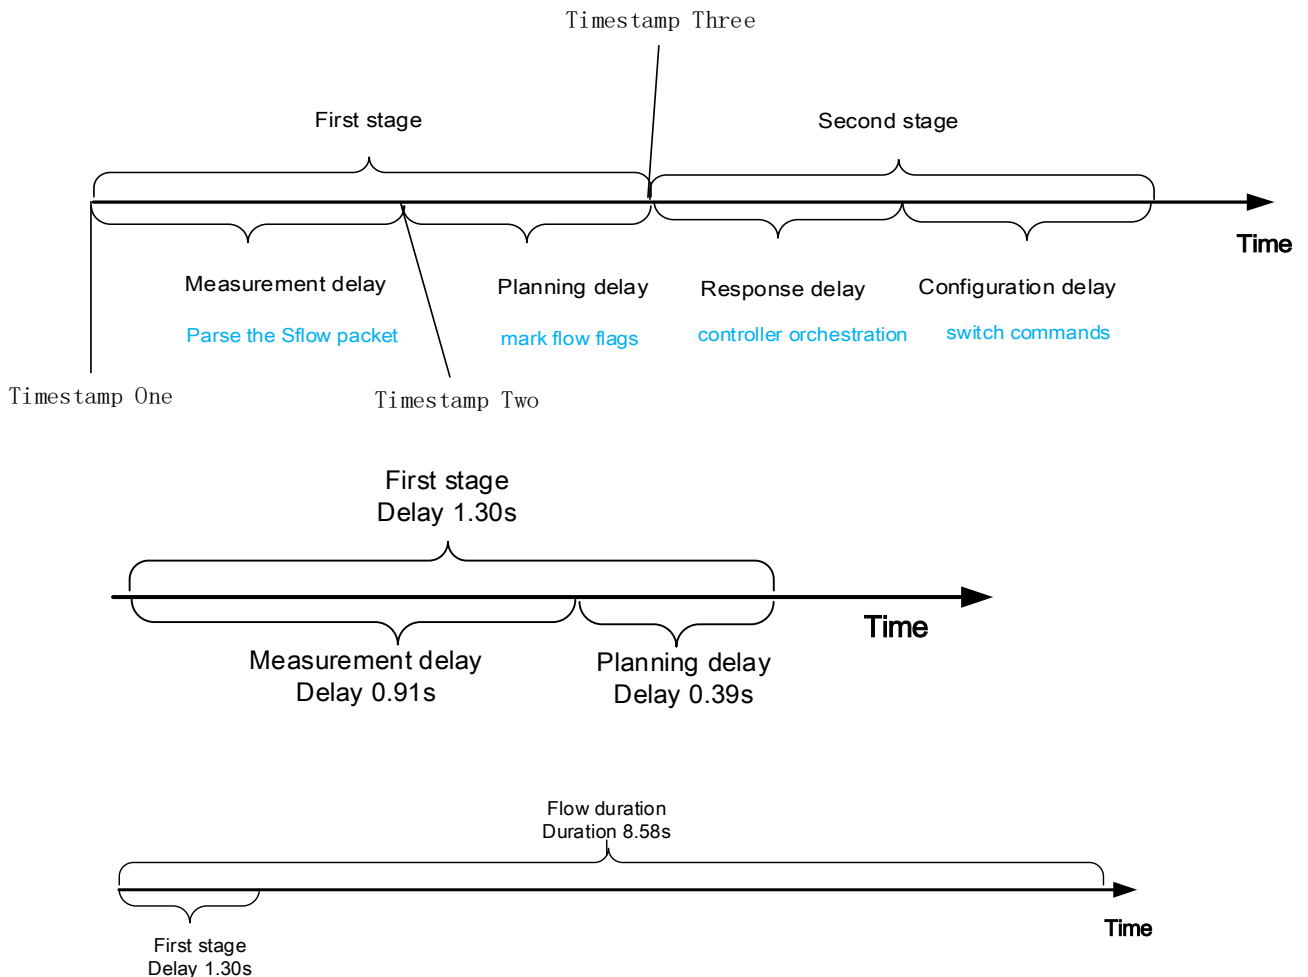 Timestamp Three
First stage
Second stage
Time
Measurement delay
Planning delay
Response delay
Configuration delay
Parse the Sflow packet
mark flow flags
controller orchestration
switch commands
Timestamp One
Timestamp Two
First stage
Delay 1.30s
Time
Measurement delay
Delay 0.91s
Planning delay
Delay 0.39s
Flow duration
Duration 8.58s
Time
First stage
Delay 1.30s